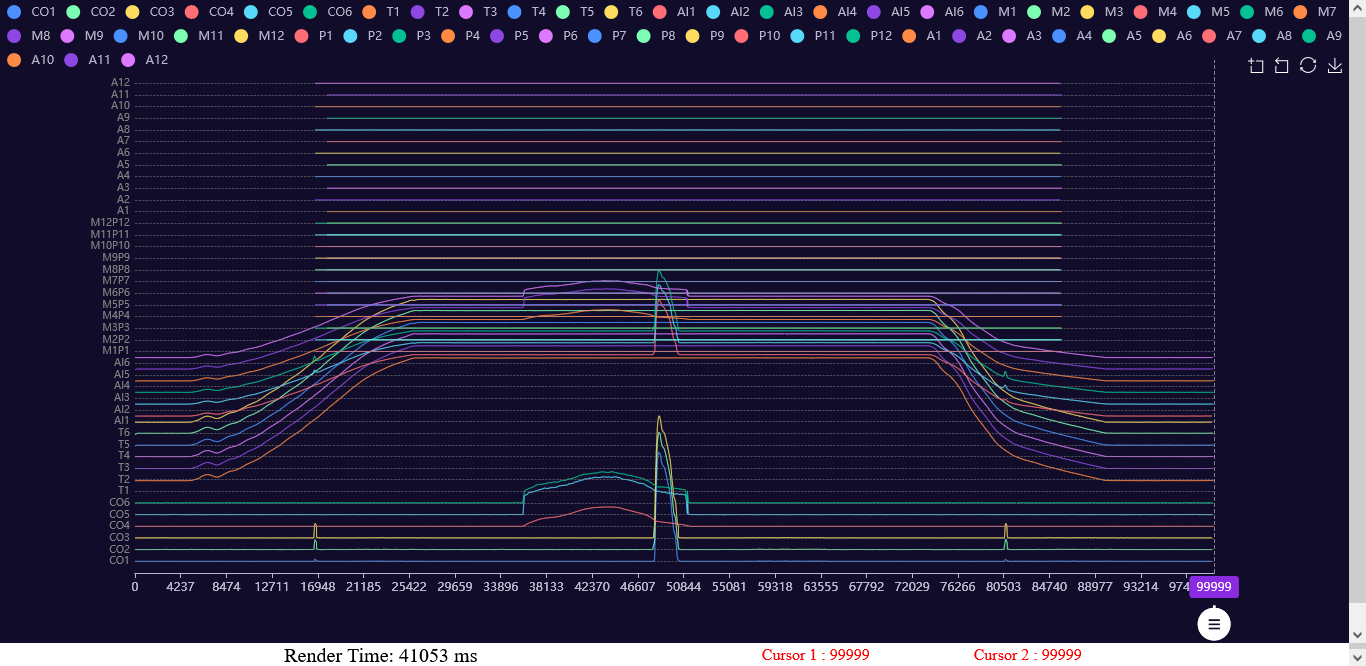 CO1 CO2 CO3 CO4 CO5 CO6 T1 T2 T3 T4 T5 T6 AI1 AI2 AI3 AI4 AI5 AI6 M1 M2 M3 M4 M5 M6 M7
M8 M9 M10 M11 M12 P1 P2 P3 P4 P5 P6 P7 P8 P9 P10 P11 P12 A1 A2 A3 A4 A5 A6 A7 A8 A9
A10 A11 A12
A12
A11
A10
A9
A8
A7
A6
A5
A4
A3
A2
A1
M12P12
M11P11
M10P10
M9P9
M8P8
M7P7
M6P6
M5P5
M4P4
M3P3
M2P2
M1P1
AI6
AI5
AI4
AI3
AI2
AI1
T6
T5
T4
T3
T2
T1
CO6
CO5
CO4
CO3
CO2
CO1
0 4237 8474 12711 16948 21185 25422 29659 33896 38133 42370 46607 50844 55081 59318 63555 67792 72029 76266 80503 84740 88977 93214 974 99999
Render Time: 41053 ms Cursor 1 : 99999 Cursor 2 : 99999